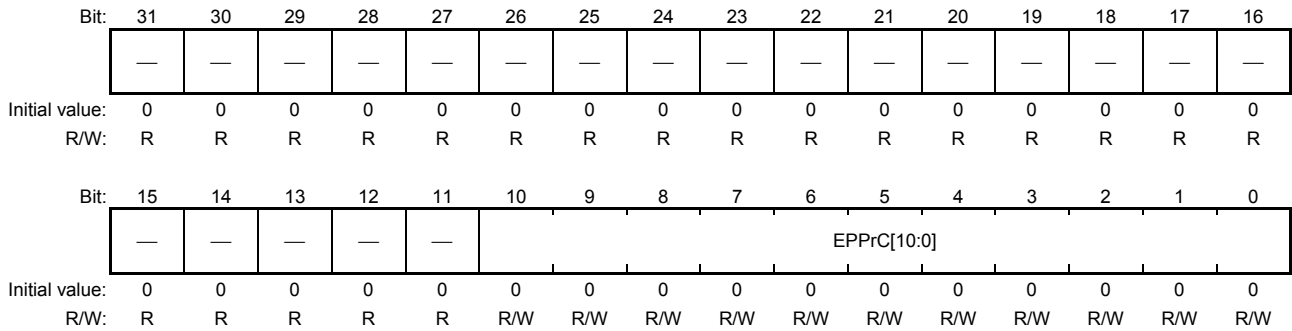 Bit: 31 30 29 28 27 26 25 24 23 22 21 20 19 18 17 16
— — — — — — — — — — — — — — — —
Initial value: 0 0 0 0 0 0 0 0 0 0 0 0 0 0 0 0
R/W: R R R R R R R R R R R R R R R R
Bit: 15 14 13 12 11 10 9 8 7 6 5 4 3 2 1 0
— — — — — EPPrC[10:0]
Initial value: 0 0 0 0 0 0 0 0 0 0 0 0 0 0 0 0
R/W: R R R R R R/W R/W R/W R/W R/W R/W R/W R/W R/W R/W R/W